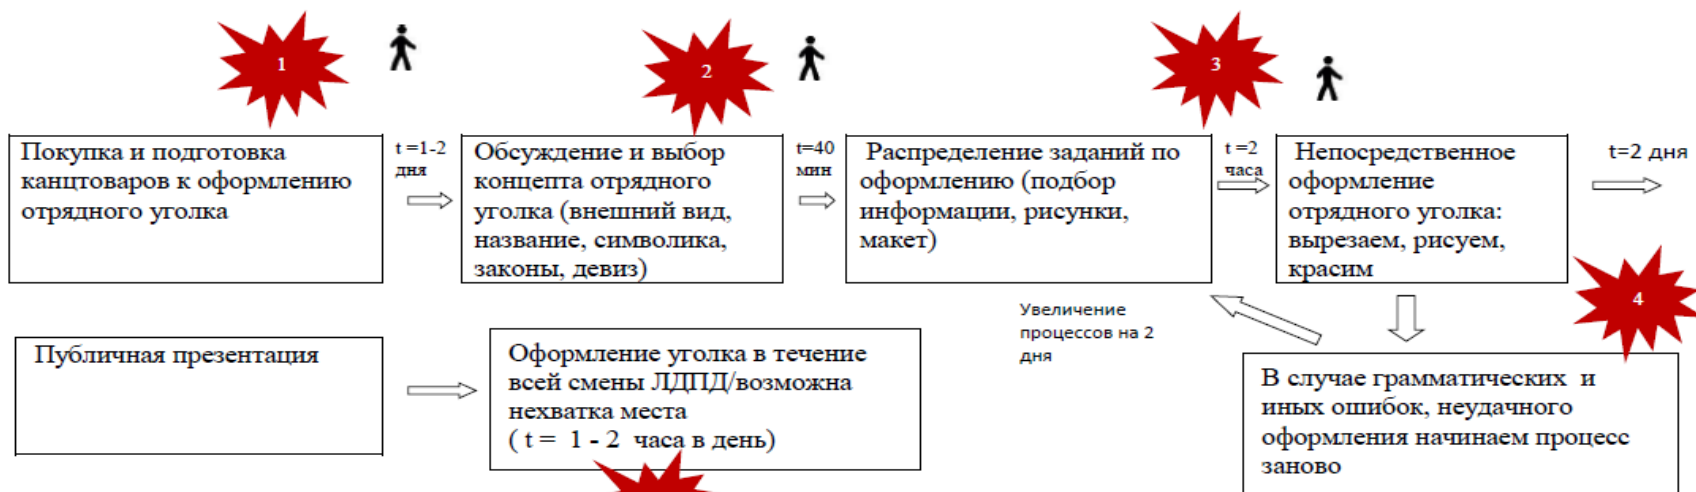 1
2
3
Покупка и подготовка
канцтоваров к оформлению
отрядного уголка
t =1-2
дня
Обсуждение и выбор
концепта отрядного
уголка (внешний вид,
название, символика,
законы, девиз)
t=40
мин
Распределение заданий по
оформлению (подбор
информации, рисунки,
макет)
t =2
часа
Непосредственное
оформление
отрядного уголка:
вырезаем, рисуем,
красим
t=2 дня
4
Увеличение
процессов на 2
дня
В случае грамматических и
иных ошибок, неудачного
оформления начинаем процесс
заново
Публичная презентация
Оформление уголка в течение
всей смены ЛДПД/возможна
нехватка места
( t = 1 - 2 часа в день)